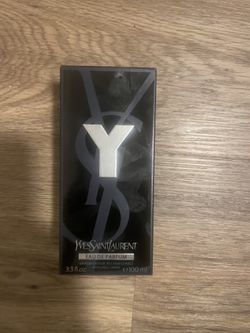 Y
YVESSAINTLAURENT
EAU DE PARFUM
3.3 fl.oz. ℮ 100 ml